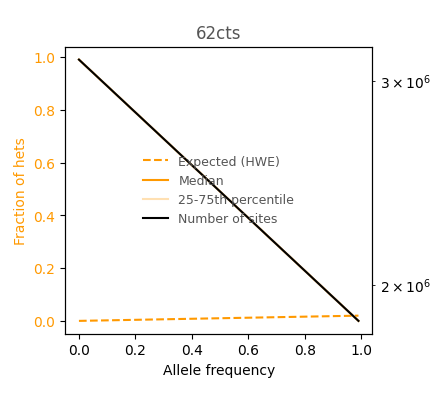 62cts
1.0
0.8
0.6
0.4
0.2
0.0
Fraction of hets
Expected (HWE)
Median
25-75th percentile
Number of sites
3 × 10⁶
2 × 10⁶
0.0 0.2 0.4 0.6 0.8 1.0
Allele frequency